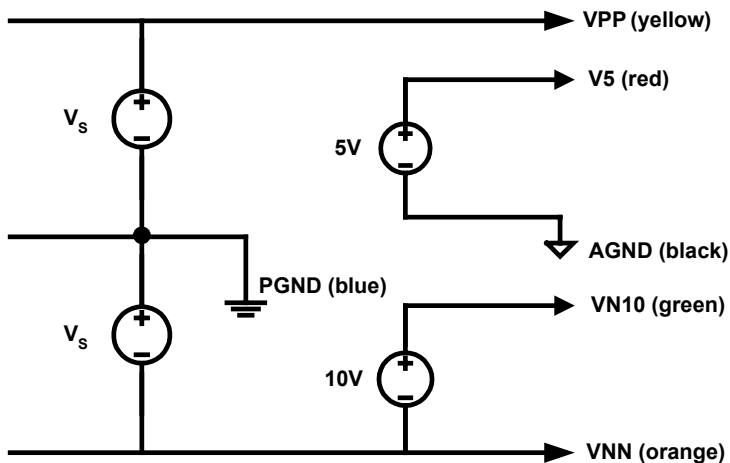 VPP (yellow)
V5 (red)
VS
5V
AGND (black)
PGND (blue)
VN10 (green)
VS
10V
VNN (orange)